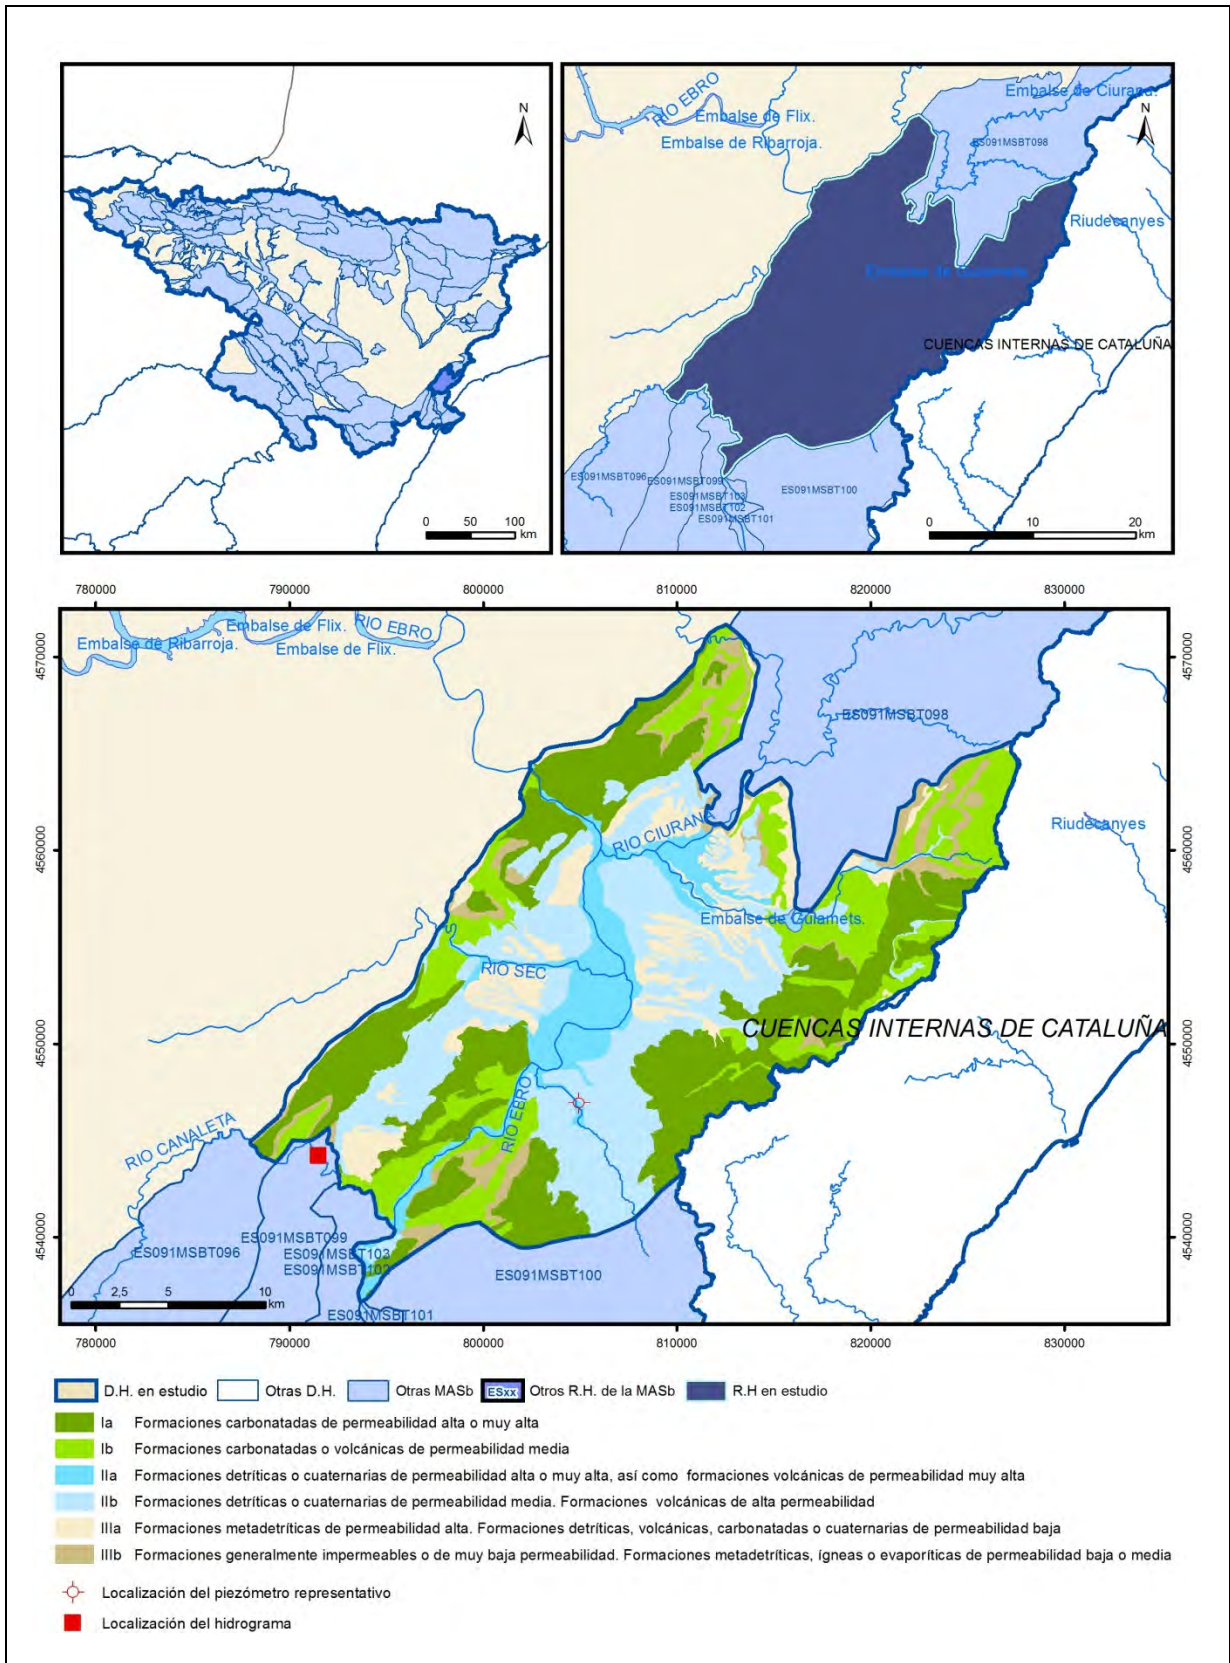 N
0 50 100
km
RIO EBRO
Embalse de Flix.
Embalse de Ribarroja.
Embalse de Ciurana.
N
ES091MSBT098
Riudecanyes
Embalse de Guiamets.
CUENCAS INTERNAS DE CATALUÑA
ES091MSBT096
ES091MSBT099
ES091MSBT103
ES091MSBT102
ES091MSBT101
ES091MSBT100
0 10 20
km
780000 790000 800000 810000 820000 830000
4570000 4570000
4560000 4560000
4550000 4550000
4540000 4540000
Embalse de Ribarroja.
Embalse de Flix.
Embalse de Flix.
RIO EBRO
ES091MSBT098
Riudecanyes
RIO CIURANA
Embalse de Guiamets.
RIO SEC
CUENCAS INTERNAS DE CATALUÑA
RIO EBRO
RIO CANALETA
ES091MSBT099
ES091MSBT096
ES091MSBT103
ES091MSBT102
ES091MSBT100
ES091MSBT101
0 2,5 5 10
km
780000 790000 800000 810000 820000 830000
D.H. en estudio Otras D.H. Otras MASb ESxx Otros R.H. de la MASb R.H en estudio
Ia Formaciones carbonatadas de permeabilidad alta o muy alta
Ib Formaciones carbonatadas o volcánicas de permeabilidad media
IIa Formaciones detríticas o cuaternarias de permeabilidad alta o muy alta, así como formaciones volcánicas de permeabilidad muy alta
IIb Formaciones detríticas o cuaternarias de permeabilidad media. Formaciones volcánicas de alta permeabilidad
IIIa Formaciones metadetríticas de permeabilidad alta. Formaciones detríticas, volcánicas, carbonatadas o cuaternarias de permeabilidad baja
IIIb Formaciones generalmente impermeables o de muy baja permeabilidad. Formaciones metadetríticas, ígneas o evaporíticas de permeabilidad baja o media
Localización del piezómetro representativo
Localización del hidrograma